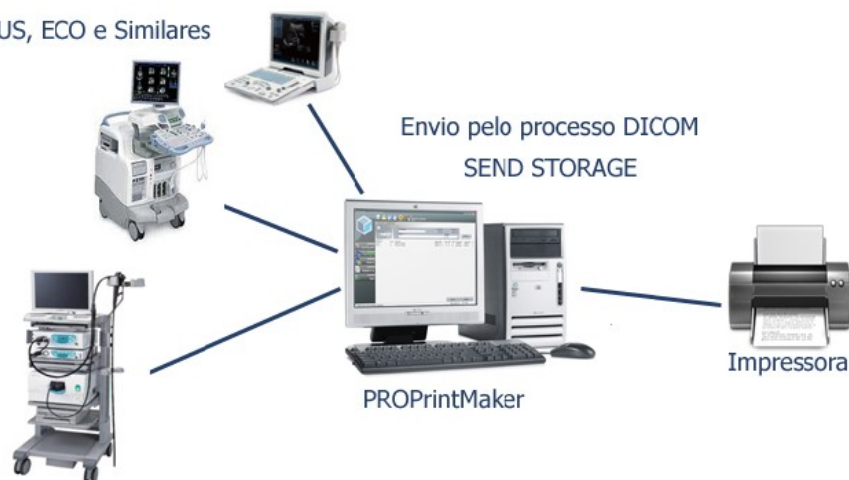 US, ECO e Similares
Envio pelo processo DICOM
SEND STORAGE
PROPrintMaker
Impressora